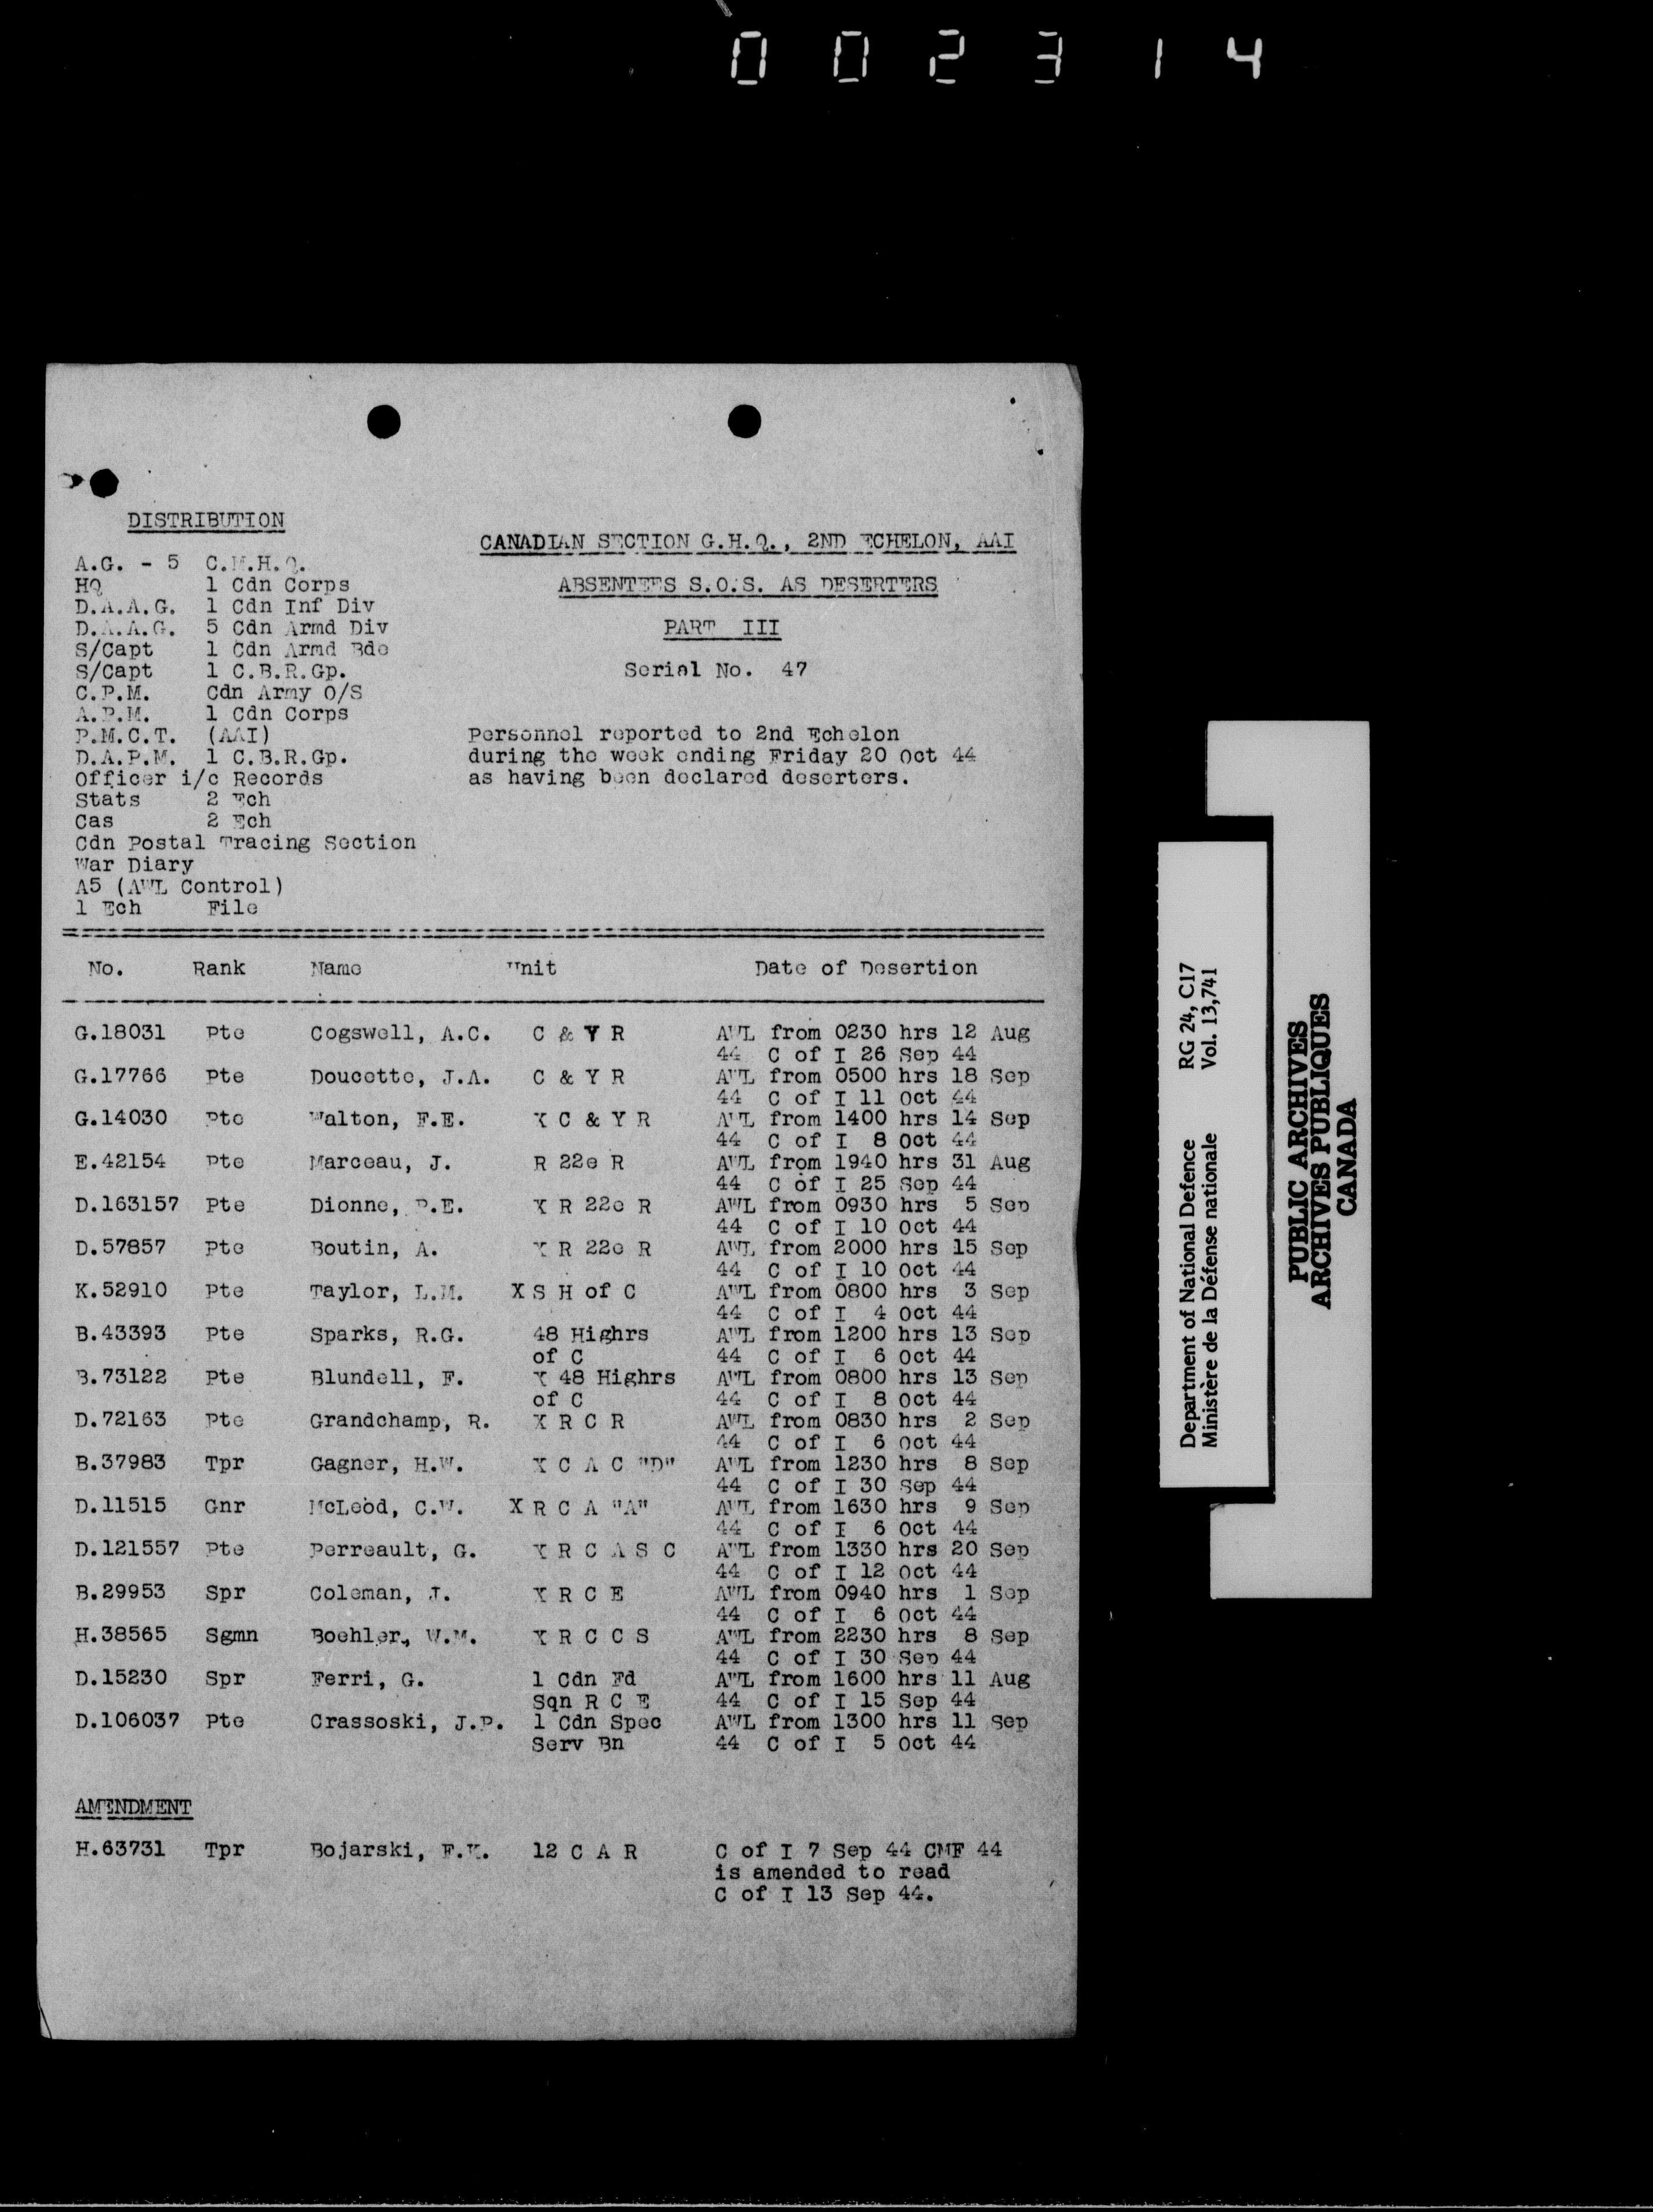 002314
DISTRIBUTION
A.G. - 5 C.M.H.Q.
HQ 1 Cdn Corps
D.A.A.G. 1 Cdn Inf Div
D.A.A.G. 5 Cdn Armd Div
S/Capt 1 Cdn Armd Bde
S/Capt 1 C.B.R.Gp.
C.P.M. Cdn Army O/S
A.P.M. 1 Cdn Corps
P.M.C.T. (AAI)
D.A.P.M. 1 C.B.R.Gp.
Officer i/c Records
Stats 2 Ech
Cas 2 Ech
Cdn Postal Tracing Section
War Diary
A5 (AWL Control)
1 Ech File
CANADIAN SECTION G.H.Q., 2ND ECHELON, AAI
ABSENTEES S.O.S. AS DESERTERS
PART III
Serial No. 47
Personnel reported to 2nd Echelon
during the week ending Friday 20 Oct 44
as having been declared deserters.
No. Rank Name Unit Date of Desertion
G.18031 Pte Cogswell, A.C. C & Y R AWL from 0230 hrs 12 Aug
44 C of I 26 Sep 44
G.17766 Pte Doucette, J.A. C & Y R AWL from 0500 hrs 18 Sep
44 C of I 11 Oct 44
G.14030 Pte Walton, F.E. X C & Y R AWL from 1400 hrs 14 Sep
44 C of I 8 Oct 44
E.42154 Pte Marceau, J. R 22e R AWL from 1940 hrs 31 Aug
44 C of I 25 Sep 44
D.163157 Pte Dionne, P.E. X R 22e R AWL from 0930 hrs 5 Sep
44 C of I 10 Oct 44
D.57857 Pte Boutin, A. X R 22e R AWL from 2000 hrs 15 Sep
44 C of I 10 Oct 44
K.52910 Pte Taylor, L.M. X S H of C AWL from 0800 hrs 3 Sep
44 C of I 4 Oct 44
B.43393 Pte Sparks, R.G. 48 Highrs AWL from 1200 hrs 13 Sep
of C 44 C of I 6 Oct 44
B.73122 Pte Blundell, F. X 48 Highrs AWL from 0800 hrs 13 Sep
of C 44 C of I 8 Oct 44
D.72163 Pte Grandchamp, R. X R C R AWL from 0830 hrs 2 Sep
44 C of I 6 Oct 44
B.37983 Tpr Gagner, H.W. X C A C "D" AWL from 1230 hrs 8 Sep
44 C of I 30 Sep 44
D.11515 Gnr McLeod, C.W. X R C A "A" AWL from 1630 hrs 9 Sep
44 C of I 6 Oct 44
D.121557 Pte Perreault, G. X R C A S C AWL from 1330 hrs 20 Sep
44 C of I 12 Oct 44
B.29953 Spr Coleman, J. X R C E AWL from 0940 hrs 1 Sep
44 C of I 6 Oct 44
H.38565 Sgmn Boehler, W.M. X R C C S AWL from 2230 hrs 8 Sep
44 C of I 30 Sep 44
D.15230 Spr Ferri, G. 1 Cdn Fd AWL from 1600 hrs 11 Aug
Sqn R C E 44 C of I 15 Sep 44
D.106037 Pte Crassoski, J.P. 1 Cdn Spec AWL from 1300 hrs 11 Sep
Serv Bn 44 C of I 5 Oct 44
AMENDMENT
H.63731 Tpr Bojarski, F.K. 12 C A R C of I 7 Sep 44 CMF 44
is amended to read
C of I 13 Sep 44.
Department of National Defence RG 24, C17
Ministère de la Défense nationale Vol. 13,741
PUBLIC ARCHIVES
ARCHIVES PUBLIQUES
CANADA